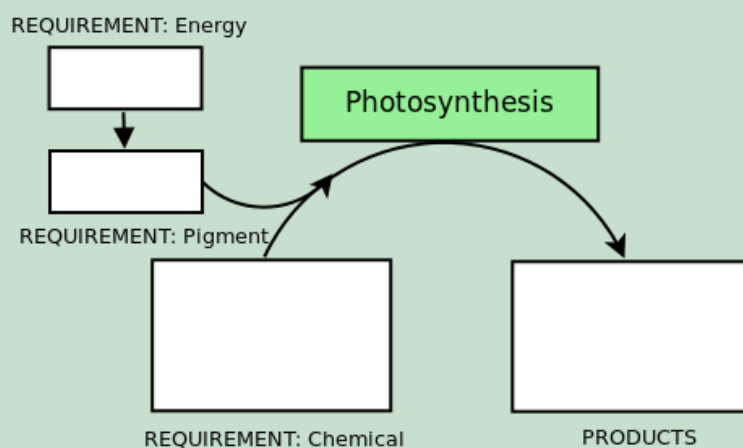 REQUIREMENT: Energy
Photosynthesis
REQUIREMENT: Pigment
REQUIREMENT: Chemical
PRODUCTS